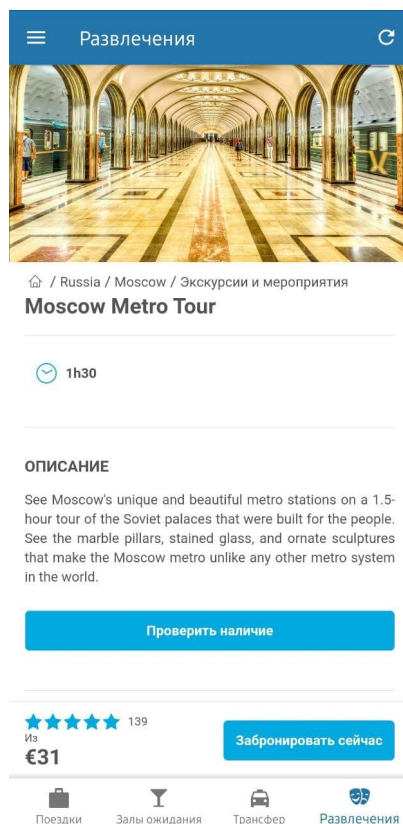 Развлечения
/ Russia / Moscow / Экскурсии и мероприятия
Moscow Metro Tour
1h30
ОПИСАНИЕ
See Moscow's unique and beautiful metro stations on a 1.5-
hour tour of the Soviet palaces that were built for the people.
See the marble pillars, stained glass, and ornate sculptures
that make the Moscow metro unlike any other metro system
in the world.
Проверить наличие
139
Из
€31
Забронировать сейчас
Поездки
Залы ожидания
Трансфер
Развлечения